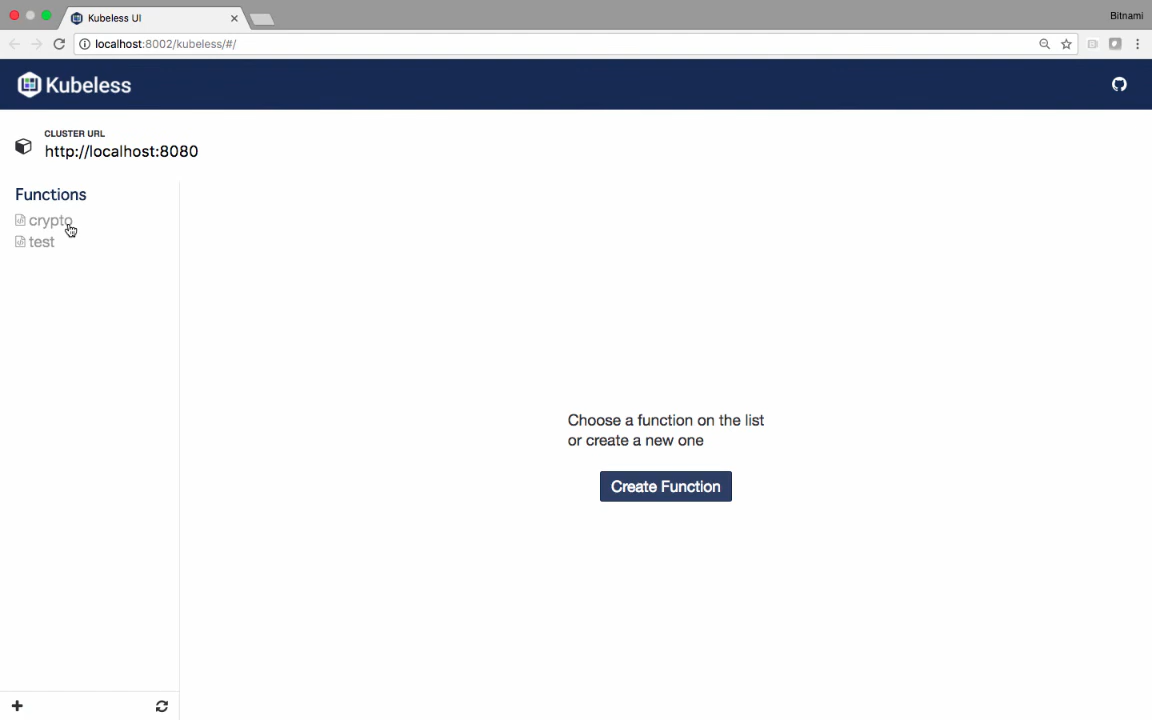 Kubeless UI
Bitnami
localhost:8002/kubeless/#/
Kubeless
CLUSTER URL
http://localhost:8080
Functions
crypto
test
Choose a function on the list
or create a new one
Create Function